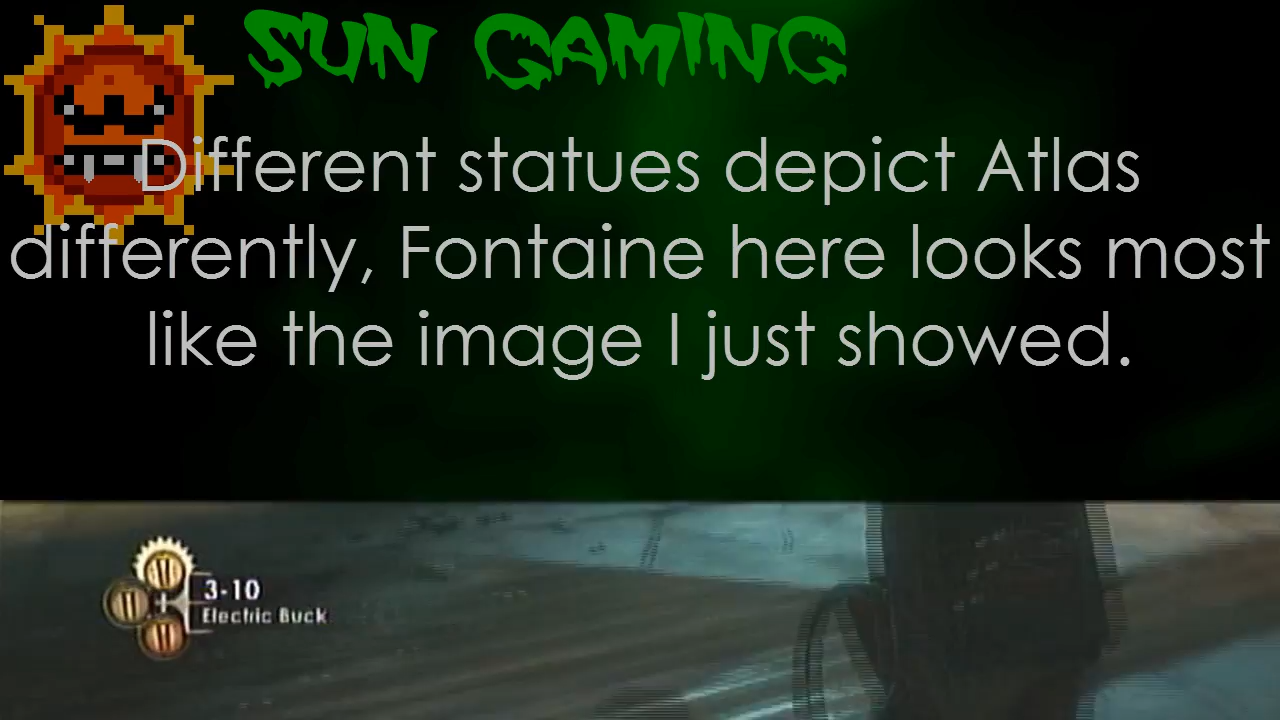 SUN GAMING
Different statues depict Atlas
differently, Fontaine here looks most
like the image I just showed.
3-10
Electric Buck